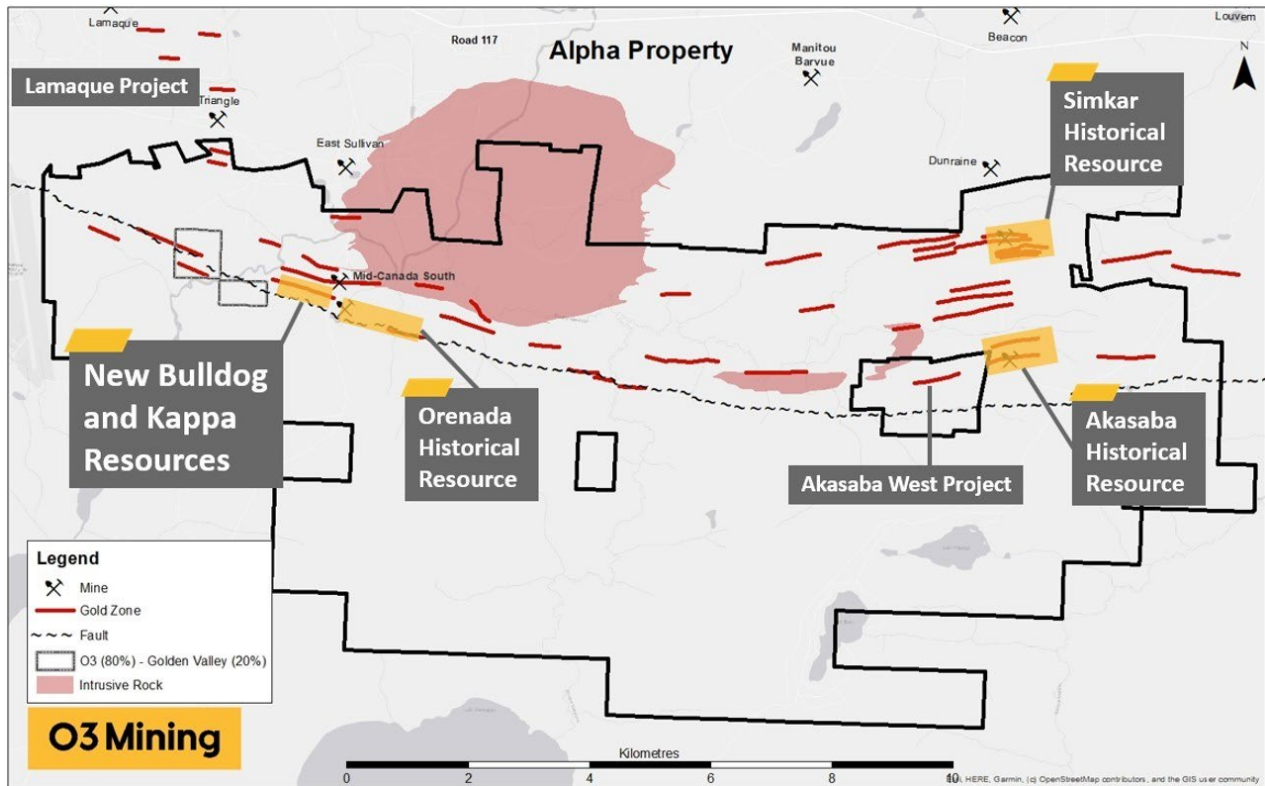 Lamaque
Road 117
Alpha Property
Manitou
Barvue
Beacon
Louvem
N
Lamaque Project
Triangle
East Sullivan
Dunraine
Simkar
Historical
Resource
Mid-Canada South
New Bulldog
and Kappa
Resources
Orenada
Historical
Resource
Akasaba West Project
Akasaba
Historical
Resource
Legend
Mine
Gold Zone
Fault
O3 (80%) - Golden Valley (20%)
Intrusive Rock
O3 Mining
Kilometres
0
2
4
6
8
10
HERE, Garmin, (c) OpenStreetMap contributors, and the GIS user community